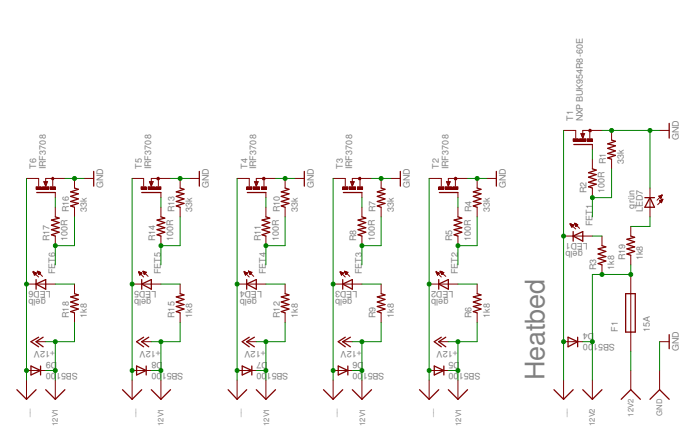 T6
IRF3708
GND
R16
33k
R17
100R
FET6
gelb
LED6
R18
1k8
+12V
D9
SB5100
12V1
T5
IRF3708
GND
R13
33k
R14
100R
FET5
gelb
LED5
R15
1k8
+12V
D8
SB5100
12V1
T4
IRF3708
GND
R10
33k
R11
100R
FET4
gelb
LED4
R12
1k8
+12V
D7
SB5100
12V1
T3
IRF3708
GND
R7
33k
R8
100R
FET3
gelb
LED3
R9
1k8
+12V
D6
SB5100
12V1
T2
IRF3708
GND
R4
33k
R5
100R
FET2
gelb
LED2
R6
1k8
+12V
D5
SB5100
12V1
Heatbed
T1
NXP BUK954R8-60E
GND
R1
33k
R2
100R
FET1
grün
LED7
gelb
LED1
R3
1k8
R19
1k8
F1
15A
D4
SB5100
GND
12V2
12V2
GND